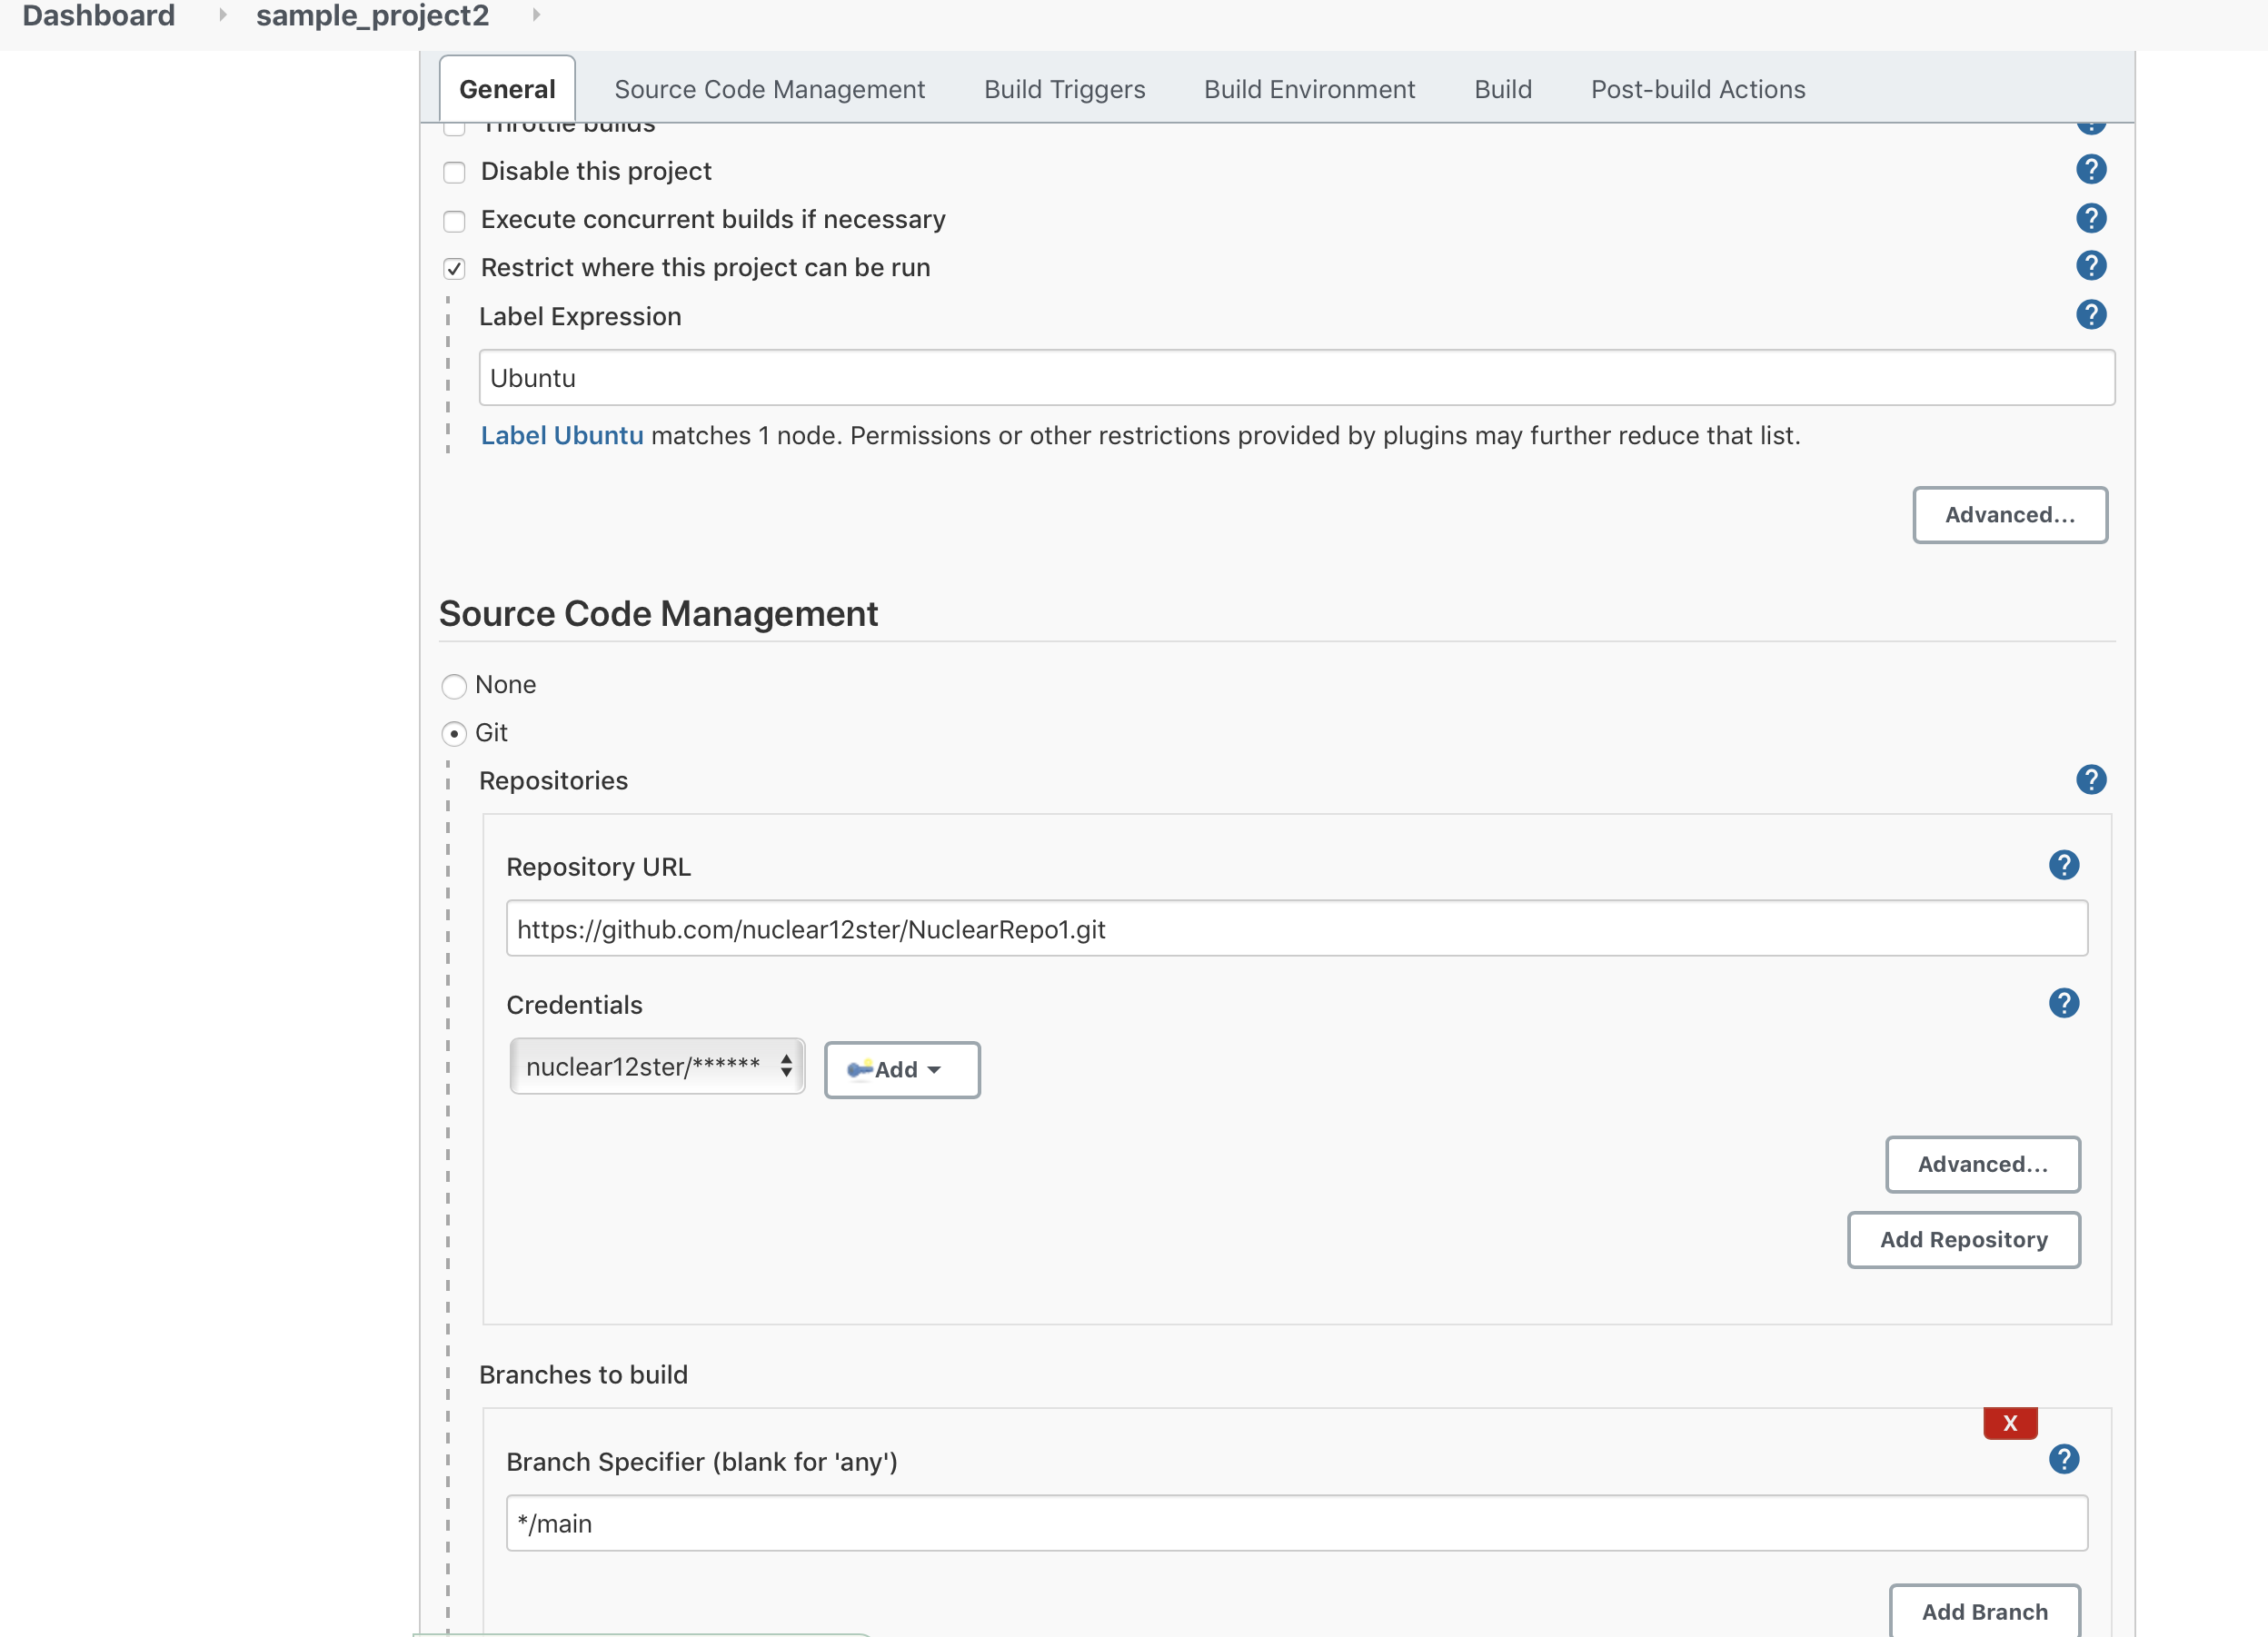 Dashboard
sample_project2
General
Source Code Management
Build Triggers
Build Environment
Build
Post-build Actions
Throttle builds
?
Disable this project
?
Execute concurrent builds if necessary
?
Restrict where this project can be run
?
Label Expression
?
Ubuntu
Label Ubuntu matches 1 node. Permissions or other restrictions provided by plugins may further reduce that list.
Advanced...
Source Code Management
None
Git
Repositories
?
Repository URL
?
https://github.com/nuclear12ster/NuclearRepo1.git
Credentials
?
nuclear12ster/******
Add
Advanced...
Add Repository
Branches to build
X
Branch Specifier (blank for 'any')
?
*/main
Add Branch